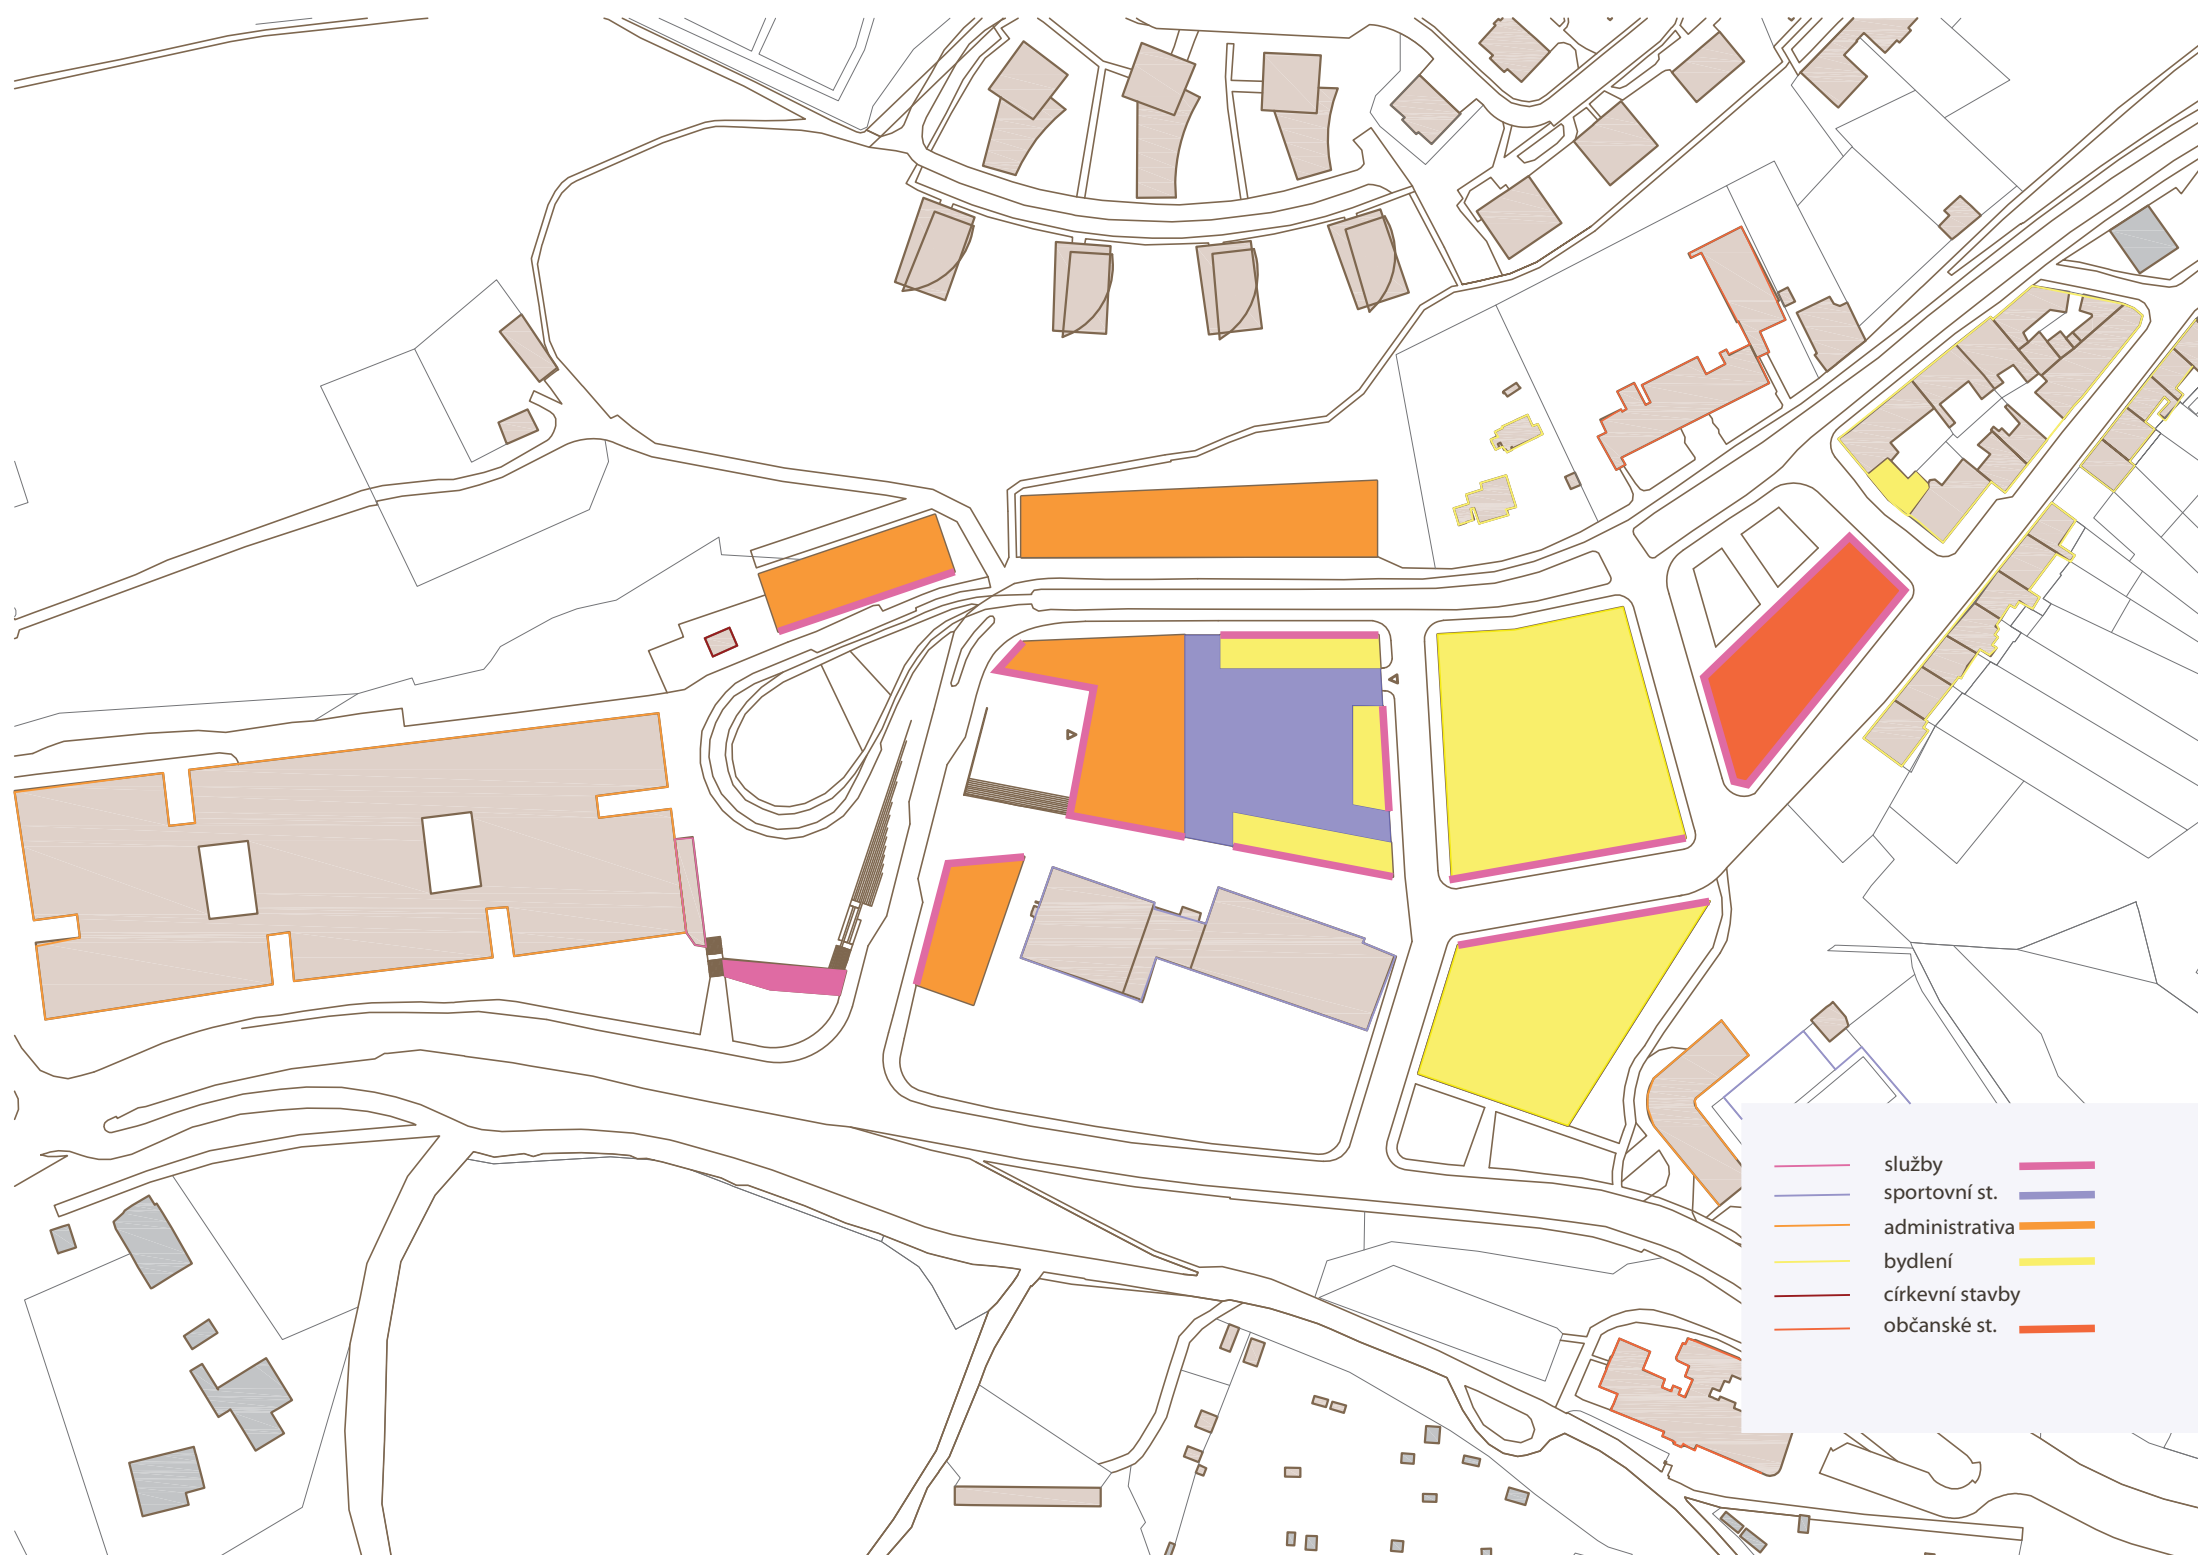 služby
sportovní st.
administrativa
bydlení
církevní stavby
občanské st.